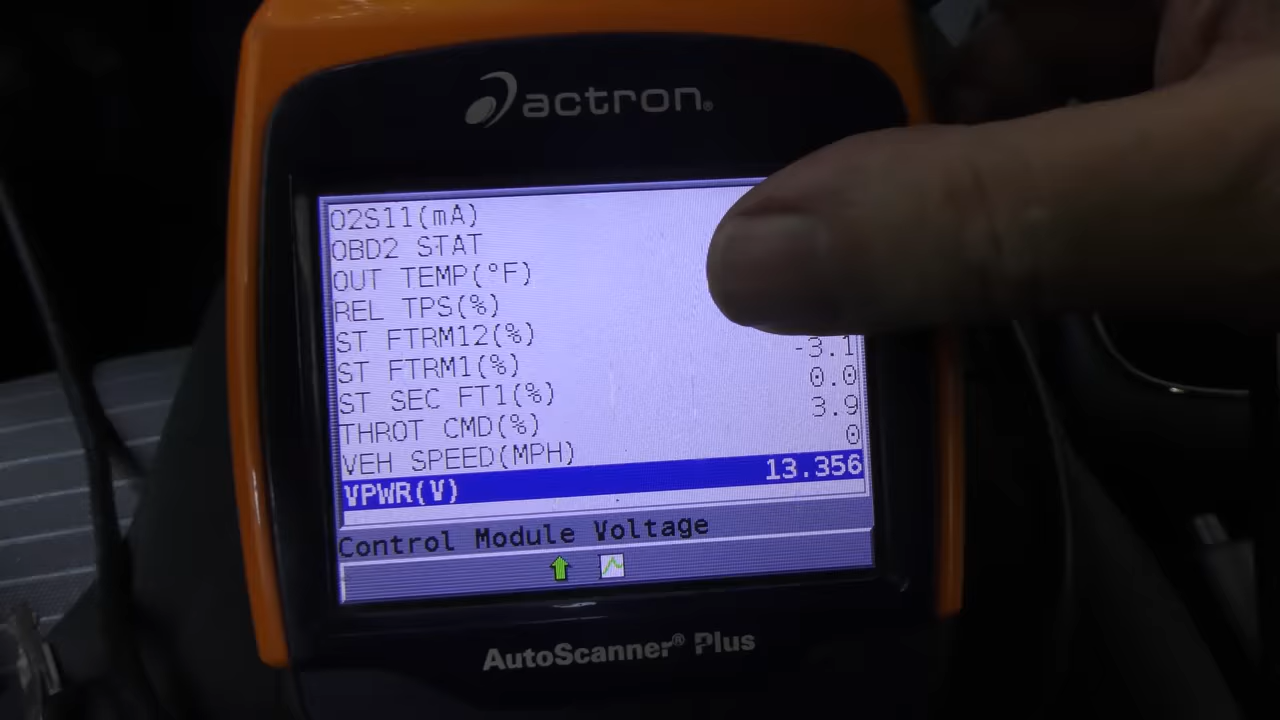 actron®
O2S11(mA)
OBD2 STAT
OUT TEMP(°F)
REL TPS(%)
ST FTRM12(%)
ST FTRM1(%) -3.1
ST SEC FT1(%) 0.0
THROT CMD(%) 3.9
VEH SPEED(MPH) 0
VPWR(V) 13.356
Control Module Voltage
AutoScanner® Plus